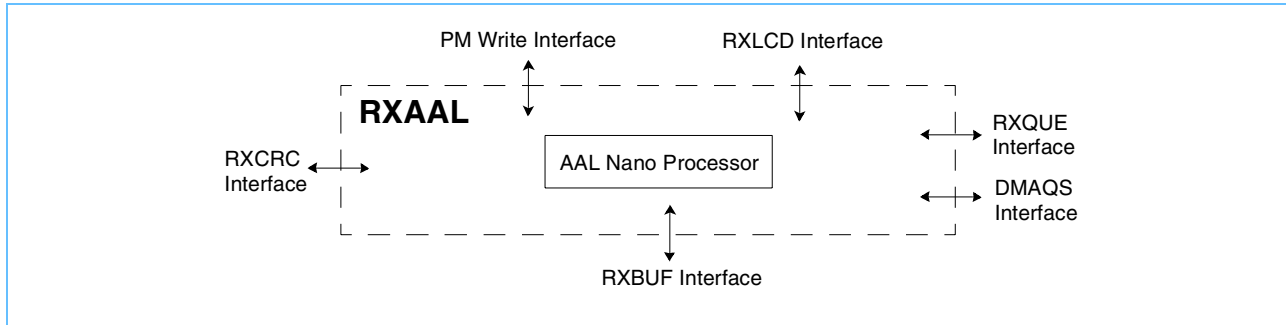 PM Write Interface
RXLCD Interface
RXAAL
RXQUE
Interface
RXCRC
Interface
AAL Nano Processor
DMAQS
Interface
RXBUF Interface